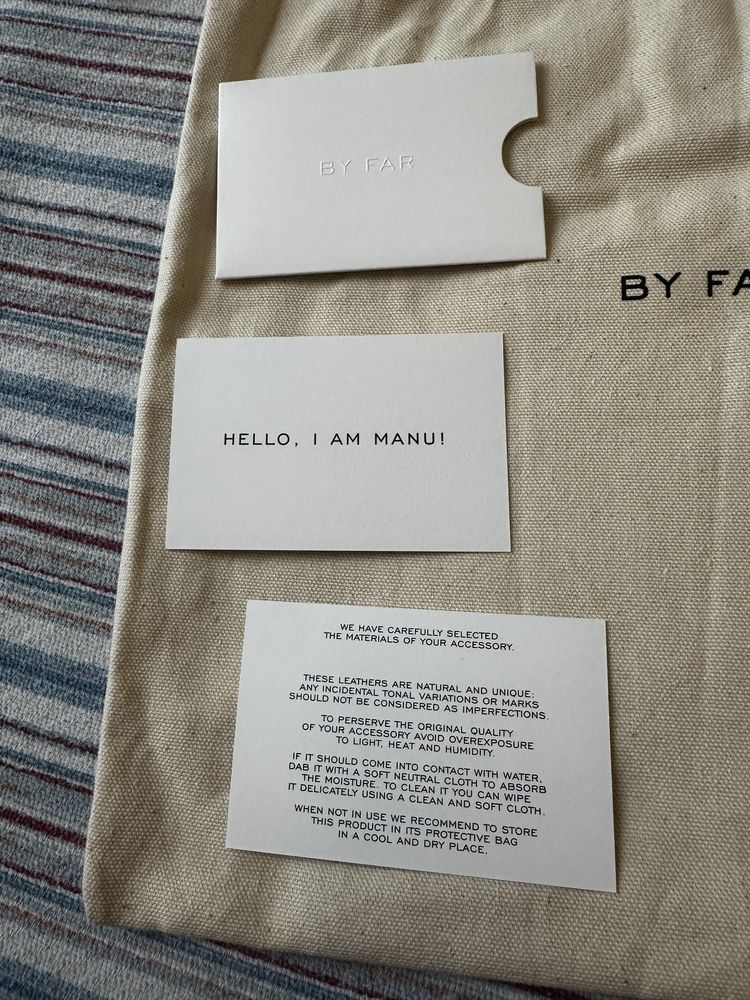 BY FAR
BY FA
HELLO, I AM MANU!
WE HAVE CAREFULLY SELECTED
THE MATERIALS OF YOUR ACCESSORY.
THESE LEATHERS ARE NATURAL AND UNIQUE:
ANY INCIDENTAL TONAL VARIATIONS OR MARKS
SHOULD NOT BE CONSIDERED AS IMPERFECTIONS.
TO PERSERVE THE ORIGINAL QUALITY
OF YOUR ACCESSORY AVOID OVEREXPOSURE
TO LIGHT, HEAT AND HUMIDITY.
IF IT SHOULD COME INTO CONTACT WITH WATER,
DAB IT WITH A SOFT NEUTRAL CLOTH TO ABSORB
THE MOISTURE. TO CLEAN IT YOU CAN WIPE
IT DELICATELY USING A CLEAN AND SOFT CLOTH.
WHEN NOT IN USE WE RECOMMEND TO STORE
THIS PRODUCT IN ITS PROTECTIVE BAG
IN A COOL AND DRY PLACE.